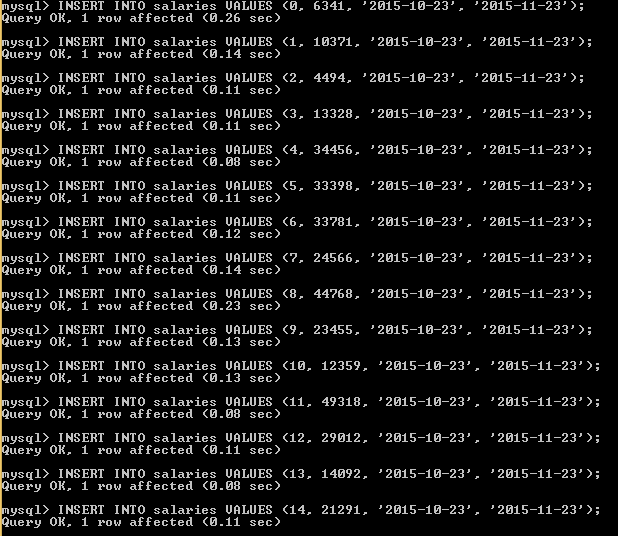 mysql> INSERT INTO salaries VALUES (0, 6341, '2015-10-23', '2015-11-23');
Query OK, 1 row affected (0.26 sec)
mysql> INSERT INTO salaries VALUES (1, 10371, '2015-10-23', '2015-11-23');
Query OK, 1 row affected (0.14 sec)
mysql> INSERT INTO salaries VALUES (2, 4494, '2015-10-23', '2015-11-23');
Query OK, 1 row affected (0.11 sec)
mysql> INSERT INTO salaries VALUES (3, 13328, '2015-10-23', '2015-11-23');
Query OK, 1 row affected (0.11 sec)
mysql> INSERT INTO salaries VALUES (4, 34456, '2015-10-23', '2015-11-23');
Query OK, 1 row affected (0.08 sec)
mysql> INSERT INTO salaries VALUES (5, 33398, '2015-10-23', '2015-11-23');
Query OK, 1 row affected (0.11 sec)
mysql> INSERT INTO salaries VALUES (6, 33781, '2015-10-23', '2015-11-23');
Query OK, 1 row affected (0.12 sec)
mysql> INSERT INTO salaries VALUES (7, 24566, '2015-10-23', '2015-11-23');
Query OK, 1 row affected (0.14 sec)
mysql> INSERT INTO salaries VALUES (8, 44768, '2015-10-23', '2015-11-23');
Query OK, 1 row affected (0.23 sec)
mysql> INSERT INTO salaries VALUES (9, 23455, '2015-10-23', '2015-11-23');
Query OK, 1 row affected (0.13 sec)
mysql> INSERT INTO salaries VALUES (10, 12359, '2015-10-23', '2015-11-23');
Query OK, 1 row affected (0.13 sec)
mysql> INSERT INTO salaries VALUES (11, 49318, '2015-10-23', '2015-11-23');
Query OK, 1 row affected (0.08 sec)
mysql> INSERT INTO salaries VALUES (12, 29012, '2015-10-23', '2015-11-23');
Query OK, 1 row affected (0.11 sec)
mysql> INSERT INTO salaries VALUES (13, 14092, '2015-10-23', '2015-11-23');
Query OK, 1 row affected (0.08 sec)
mysql> INSERT INTO salaries VALUES (14, 21291, '2015-10-23', '2015-11-23');
Query OK, 1 row affected (0.11 sec)